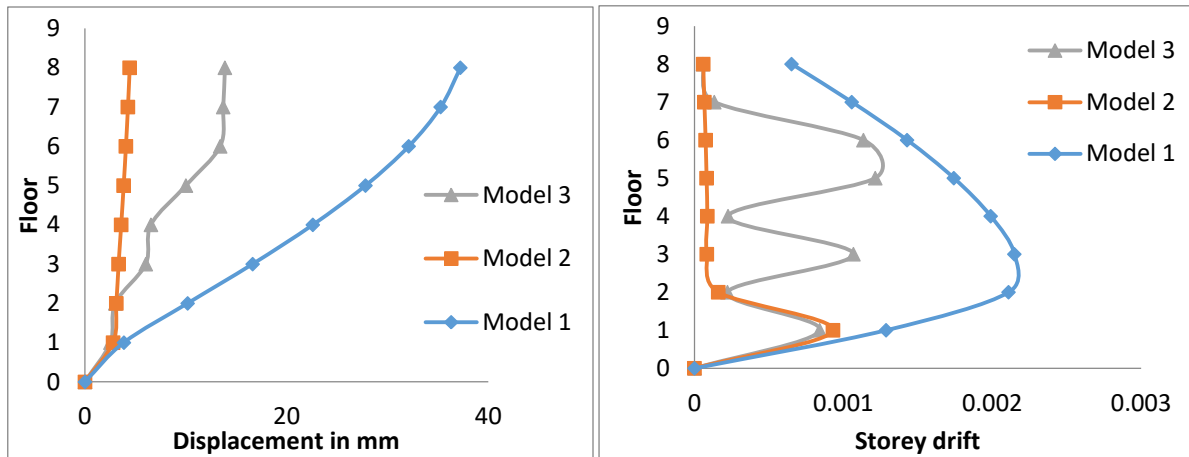 9
8
7
6
5
4
3
2
1
0
Floor
0 20 40
Displacement in mm
Model 3
Model 2
Model 1
9
8
7
6
5
4
3
2
1
0
Floor
0 0.001 0.002 0.003
Storey drift
Model 3
Model 2
Model 1